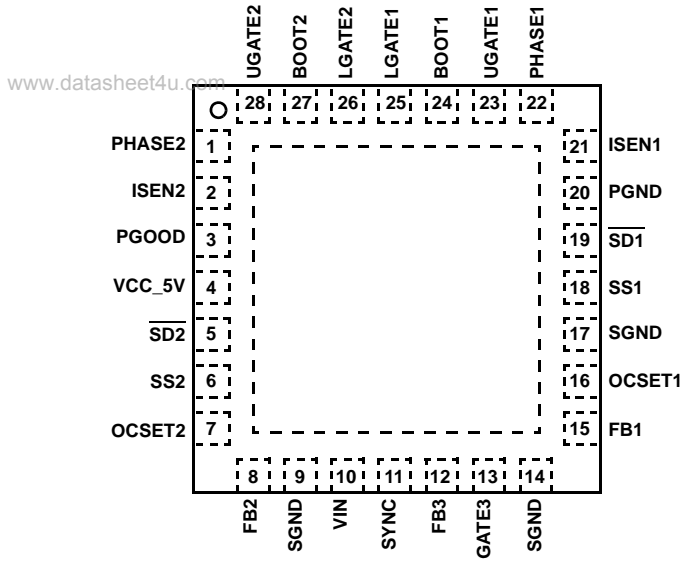 UGATE2
BOOT2
LGATE2
LGATE1
BOOT1
UGATE1
PHASE1
www.datasheet4u.com
28 27 26 25 24 23 22
PHASE2 1 21 ISEN1
ISEN2 2 20 PGND
PGOOD 3 19 SD1
VCC_5V 4 18 SS1
SD2 5 17 SGND
SS2 6 16 OCSET1
OCSET2 7 15 FB1
8 9 10 11 12 13 14
FB2
SGND
VIN
SYNC
FB3
GATE3
SGND